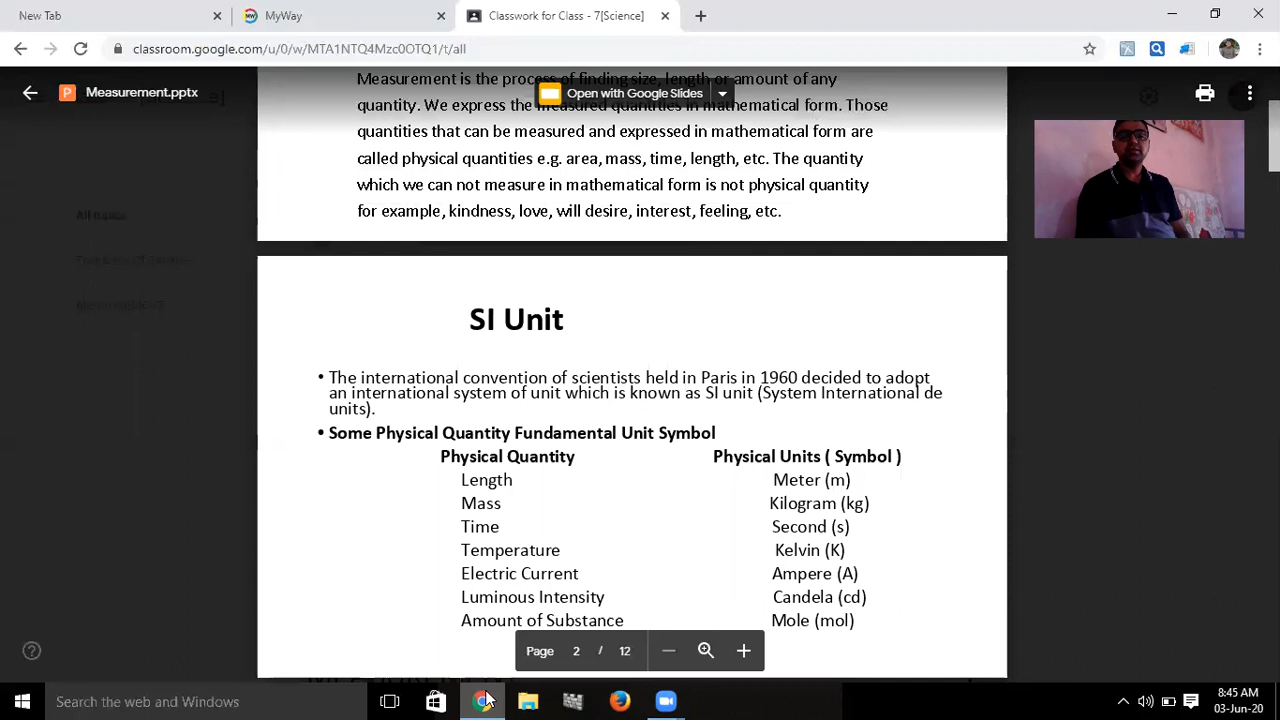 New Tab
MyWay
Classwork for Class - 7[Science]
classroom.google.com/u/0/w/MTA1NTQ4Mzc0OTQ1/t/all
Measurement.pptx
Open with Google Slides
Measurement is the process of finding size, length or amount of any
quantity. We express the measured quantities in mathematical form. Those
quantities that can be measured and expressed in mathematical form are
called physical quantities e.g. area, mass, time, length, etc. The quantity
which we can not measure in mathematical form is not physical quantity
for example, kindness, love, will desire, interest, feeling, etc.
All topics
SI Unit
• The international convention of scientists held in Paris in 1960 decided to adopt
an international system of unit which is known as SI unit (System International de
units).
• Some Physical Quantity Fundamental Unit Symbol
Physical Quantity Physical Units ( Symbol )
Length Meter (m)
Mass Kilogram (kg)
Time Second (s)
Temperature Kelvin (K)
Electric Current Ampere (A)
Luminous Intensity Candela (cd)
Amount of Substance Mole (mol)
Page 2 / 12
Search the web and Windows
8:45 AM
03-Jun-20